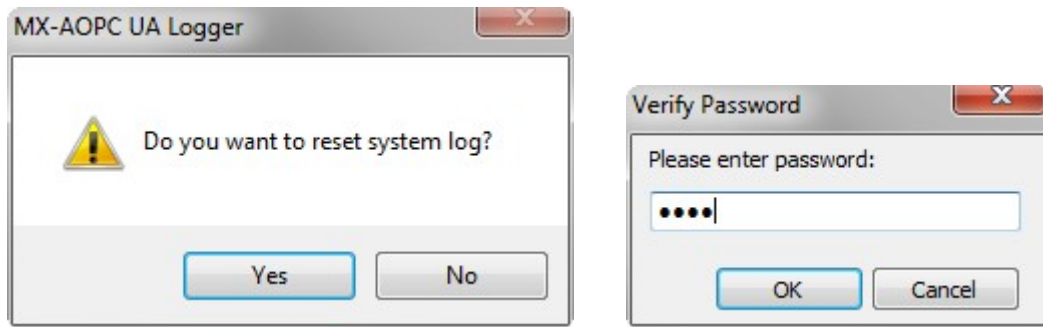 MX-AOPC UA Logger
Do you want to reset system log?
Yes
No
Verify Password
Please enter password:
••••
OK
Cancel